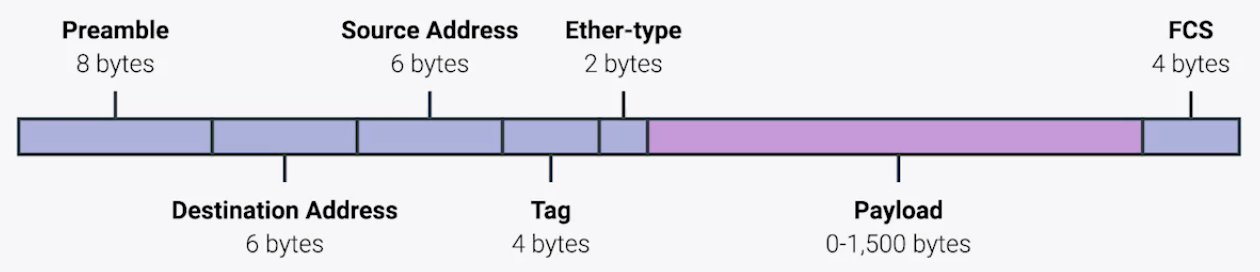 Preamble
8 bytes
Source Address
6 bytes
Ether-type
2 bytes
FCS
4 bytes
Destination Address
6 bytes
Tag
4 bytes
Payload
0-1,500 bytes